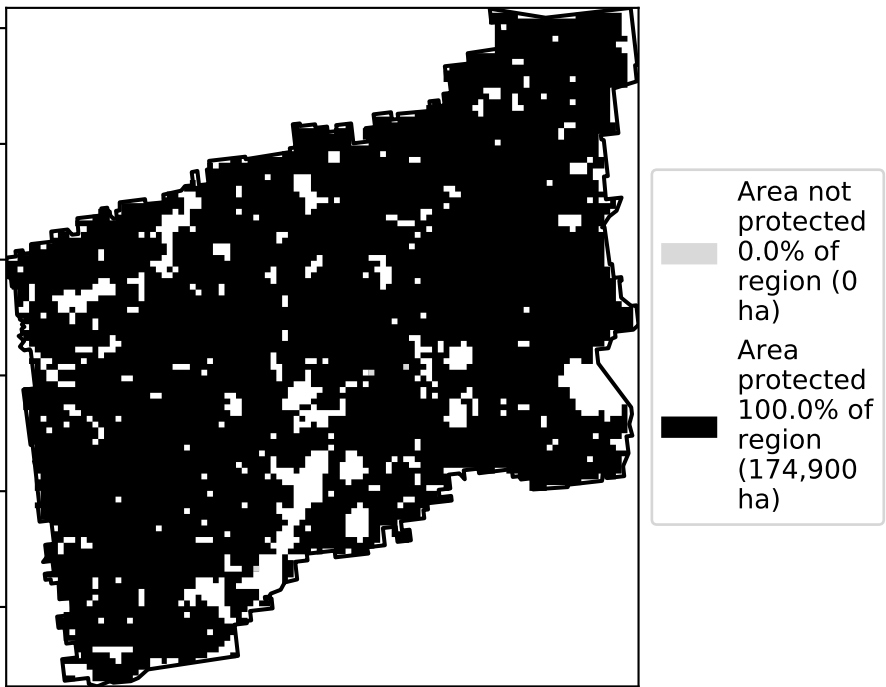 Area not
protected
0.0% of
region (0
ha)
Area
protected
100.0% of
region
(174,900
ha)